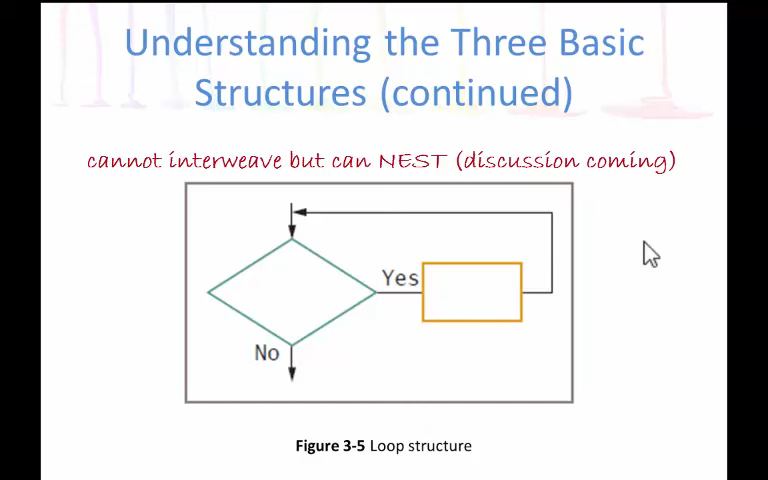 Understanding the Three Basic
Structures (continued)
cannot interweave but can NEST (discussion coming)
Yes
No
Figure 3-5 Loop structure